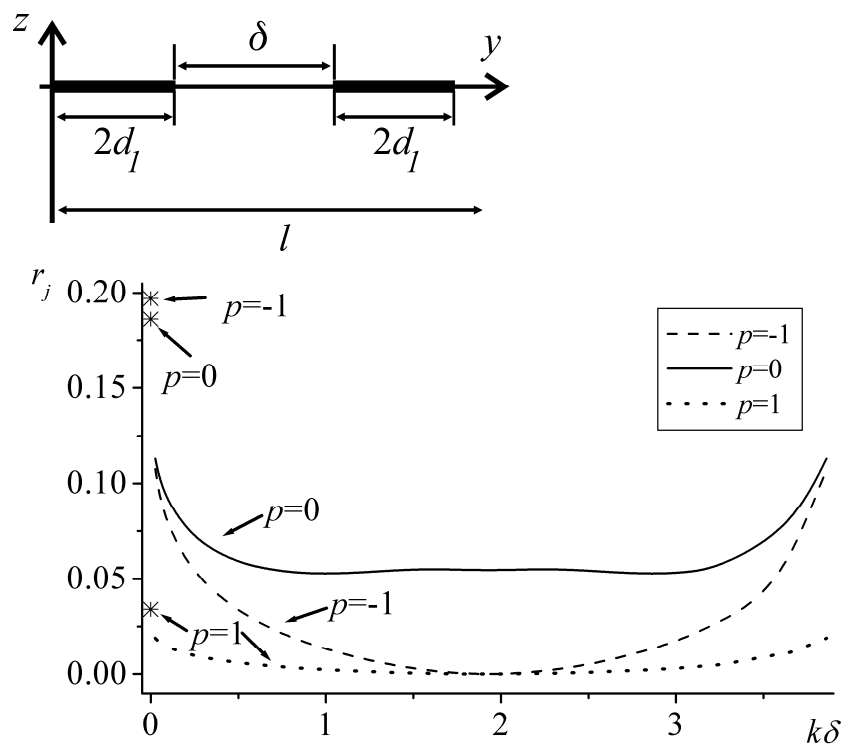 z
δ
y
2d₁
2d₁
l
rⱼ
0.20
p=-1
p=0
p=-1
p=0
p=1
0.15
0.10
p=0
0.05
p=-1
p=1
0.00
0
1
2
3
kδ